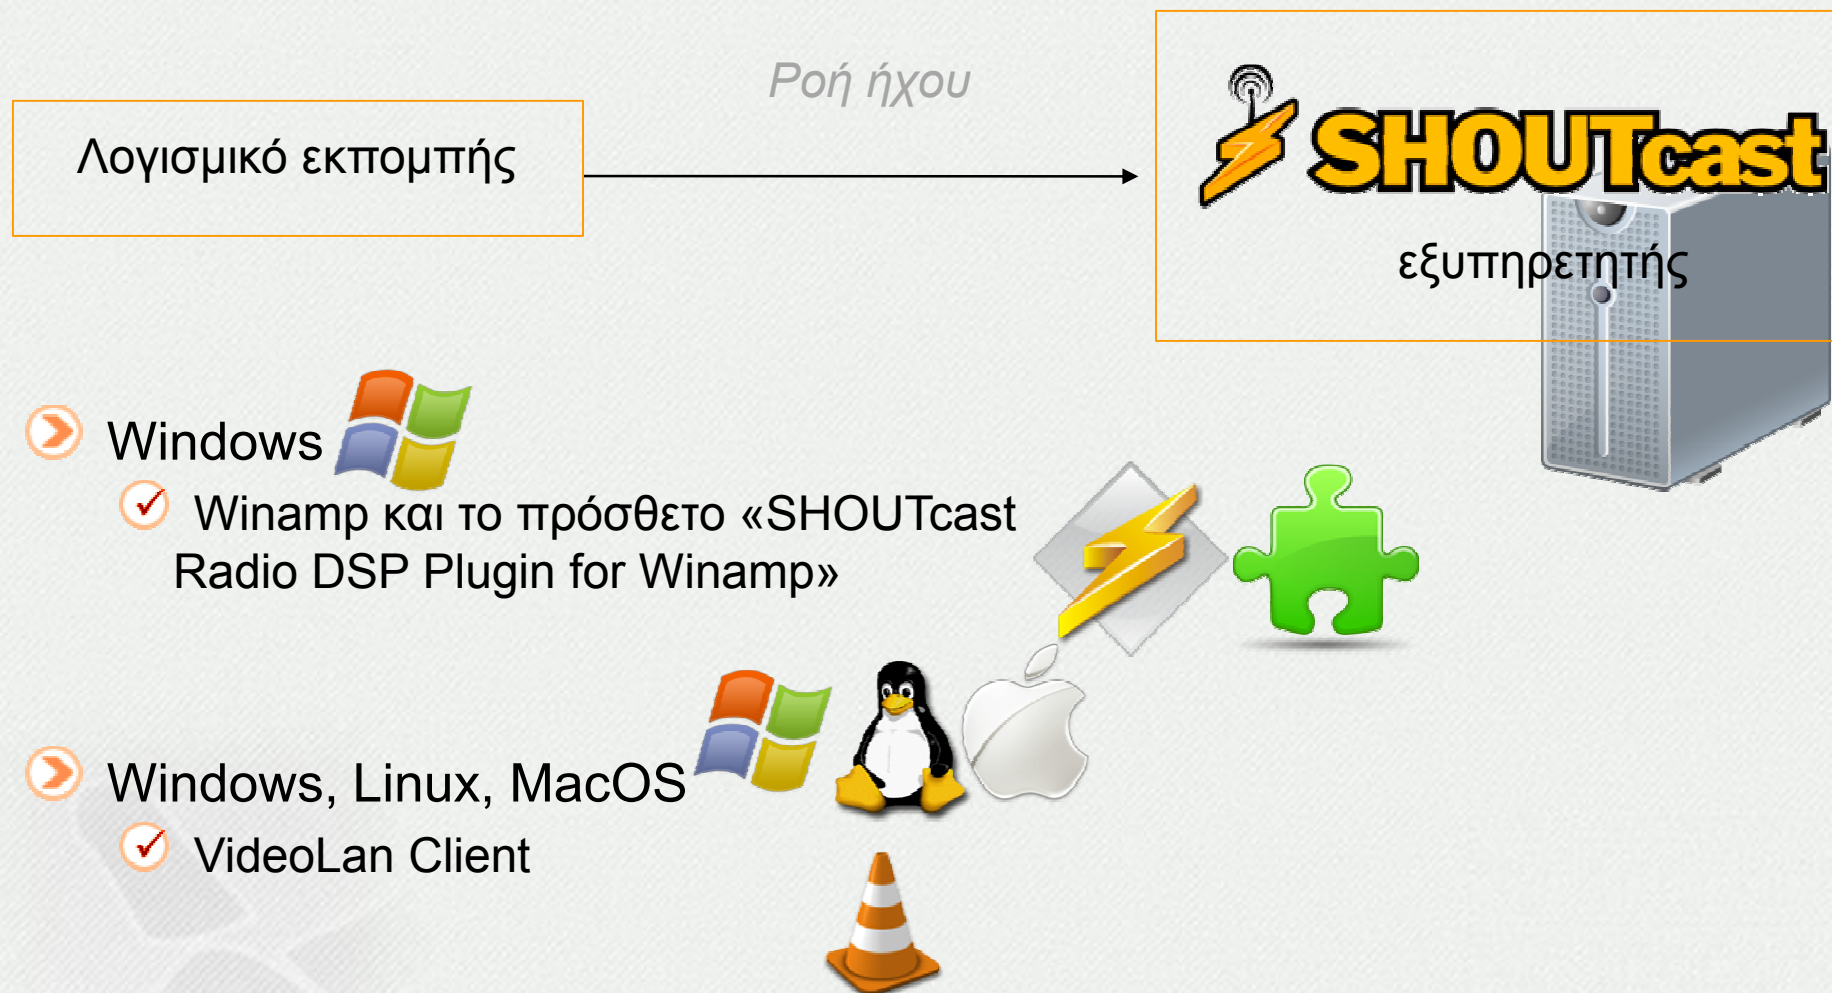 Ροή ήχου
Λογισμικό εκπομπής
SHOUTcast
εξυπηρετητής
Windows
Winamp και το πρόσθετο «SHOUTcast
Radio DSP Plugin for Winamp»
Windows, Linux, MacOS
VideoLan Client